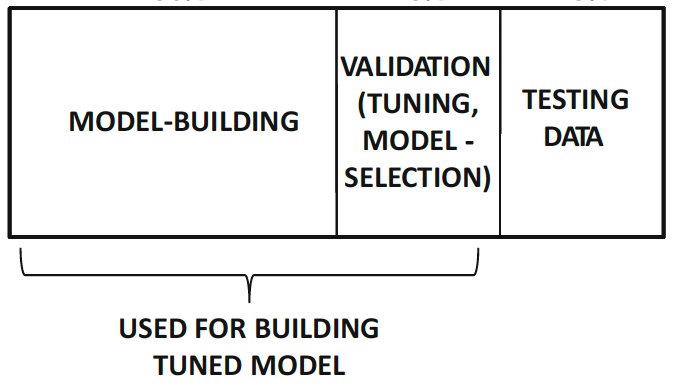 MODEL-BUILDING
VALIDATION
(TUNING,
MODEL -
SELECTION)
TESTING
DATA
USED FOR BUILDING
TUNED MODEL